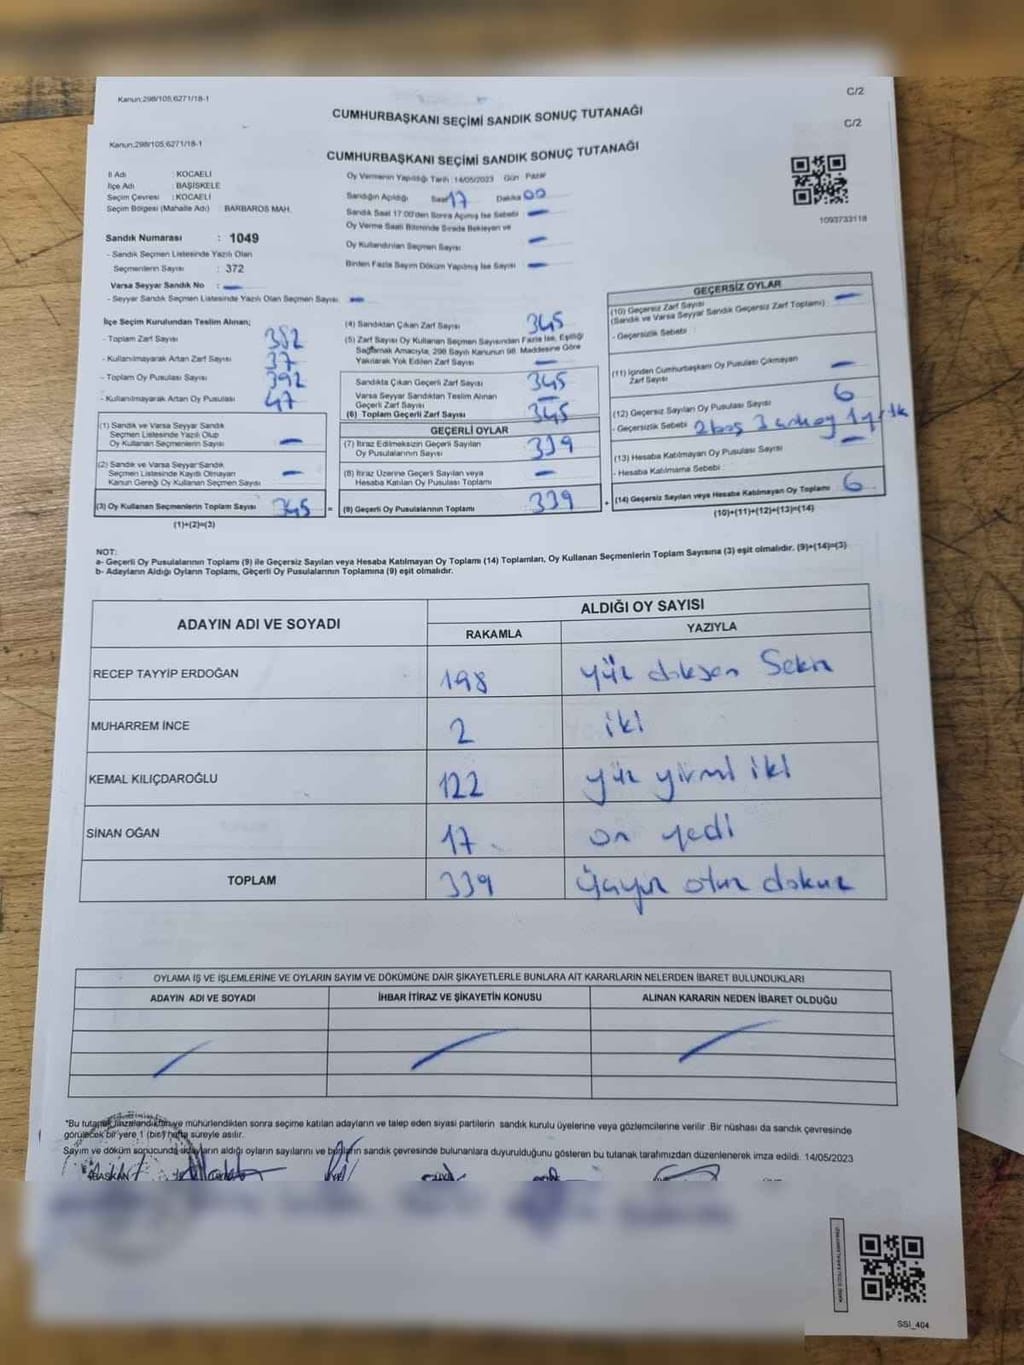 Kanun:298/105;6271/18-1
C/2
CUMHURBAŞKANI SEÇİMİ SANDIK SONUÇ TUTANAĞI
C/2
Kanun:298/105;6271/18-1
CUMHURBAŞKANI SEÇİMİ SANDIK SONUÇ TUTANAĞI
İl Adı : KOCAELİ
İlçe Adı : BAŞİSKELE
Seçim Çevresi : KOCAELİ
Seçim Bölgesi (Mahalle Adı) : BARBAROS MAH.
Sandık Numarası : 1049
- Sandık Seçmen Listesinde Yazılı Olan
Seçmenlerin Sayısı : 372
Varsa Seyyar Sandık No :
- Seyyar Sandık Seçmen Listesinde Yazılı Olan Seçmen Sayısı
Oy Vermenin Yapıldığı Tarih :14/05/2023 Gün Pazar
Sandığın Açıldığı Saat 17 Dakika 00
Sandık Saat 17:00'den Sonra Açılmış İse Sebebi
Oy Verme Saati Bitiminde Sırada Bekleyen ve
Oy Kullandırılan Seçmen Sayısı
Birden Fazla Sayım Döküm Yapılmış İse Sayısı
1093733118
İlçe Seçim Kurulundan Teslim Alınan;
- Toplam Zarf Sayısı 382
- Kullanılmayarak Artan Zarf Sayısı 37
- Toplam Oy Pusulası Sayısı 392
- Kullanılmayarak Artan Oy Pusulası 47
(1) Sandık ve Varsa Seyyar Sandık
Seçmen Listesinde Yazılı Olup
Oy Kullanan Seçmenlerin Sayısı
(2) Sandık ve Varsa Seyyar Sandık
Seçmen Listesinde Kayıtlı Olmayan
Kanun Gereği Oy Kullanan Seçmen Sayısı
(3) Oy Kullanan Seçmenlerin Toplam Sayısı 345
(1)+(2)=(3)
(4) Sandıktan Çıkan Zarf Sayısı 345
(5) Zarf Sayısı Oy Kullanan Seçmen Sayısından Fazla İse, Eşitliği
Sağlamak Amacıyla, 298 Sayılı Kanunun 98. Maddesine Göre
Yakılarak Yok Edilen Zarf Sayısı
Sandıkta Çıkan Geçerli Zarf Sayısı 345
Varsa Seyyar Sandıktan Teslim Alınan
Geçerli Zarf Sayısı
(6) Toplam Geçerli Zarf Sayısı 345
GEÇERLİ OYLAR
(7) İtiraz Edilmeksizin Geçerli Sayılan
Oy Pusulalarının Sayısı 339
(8) İtiraz Üzerine Geçerli Sayılan veya
Hesaba Katılan Oy Pusulası Toplamı
= (9) Geçerli Oy Pusulalarının Toplamı 339
GEÇERSİZ OYLAR
(10) Geçersiz Zarf Sayısı
(Sandık ve Varsa Seyyar Sandık Geçersiz Zarf Toplamı)
- Geçersizlik Sebebi :
(11) İçinden Cumhurbaşkanı Oy Pusulası Çıkmayan
Zarf Sayısı
(12) Geçersiz Sayılan Oy Pusulası Sayısı 6
- Geçersizlik Sebebi 2 boş 3
(13) Hesaba Katılmayan Oy Pusulası Sayısı
- Hesaba Katılmama Sebebi :
+ (14) Geçersiz Sayılan veya Hesaba Katılmayan Oy Toplamı 6
(10)+(11)+(12)+(13)=(14)
NOT:
a- Geçerli Oy Pusulalarının Toplamı (9) ile Geçersiz Sayılan veya Hesaba Katılmayan Oy Toplamı (14) Toplamları, Oy Kullanan Seçmenlerin Toplam Sayısına (3) eşit olmalıdır. (9)+(14)=(3)
b- Adayların Aldığı Oyların Toplamı, Geçerli Oy Pusulalarının Toplamına (9) eşit olmalıdır.
ADAYIN ADI VE SOYADI
ALDIĞI OY SAYISI
RAKAMLA YAZIYLA
RECEP TAYYİP ERDOĞAN 198 yüz doksan Sekiz
MUHARREM İNCE 2 iki
KEMAL KILIÇDAROĞLU 122 yüz yirmi iki
SİNAN OĞAN 17 on yedi
TOPLAM 339 Üçyüz otuz dokuz
OYLAMA İŞ VE İŞLEMLERİNE VE OYLARIN SAYIM VE DÖKÜMÜNE DAİR ŞİKAYETLERLE BUNLARA AİT KARARLARIN NELERDEN İBARET BULUNDUKLARI
ADAYIN ADI VE SOYADI İHBAR İTİRAZ VE ŞİKAYETİN KONUSU ALINAN KARARIN NEDEN İBARET OLDUĞU
*Bu tutanak imzalandıktan ve mühürlendikten sonra seçime katılan adayların ve talep eden siyasi partilerin sandık kurulu üyelerine veya gözlemcilerine verilir .Bir nüshası da sandık çevresinde
görülecek bir yere 1 (bir) hafta süreyle asılır.
Sayım ve döküm sonucunda adayların aldığı oyların sayılarını ve bunların sandık çevresinde bulunanlara duyurulduğunu gösteren bu tutanak tarafımızdan düzenlenerek imza edildi. 14/05/2023
BAŞKAN
SSI_404